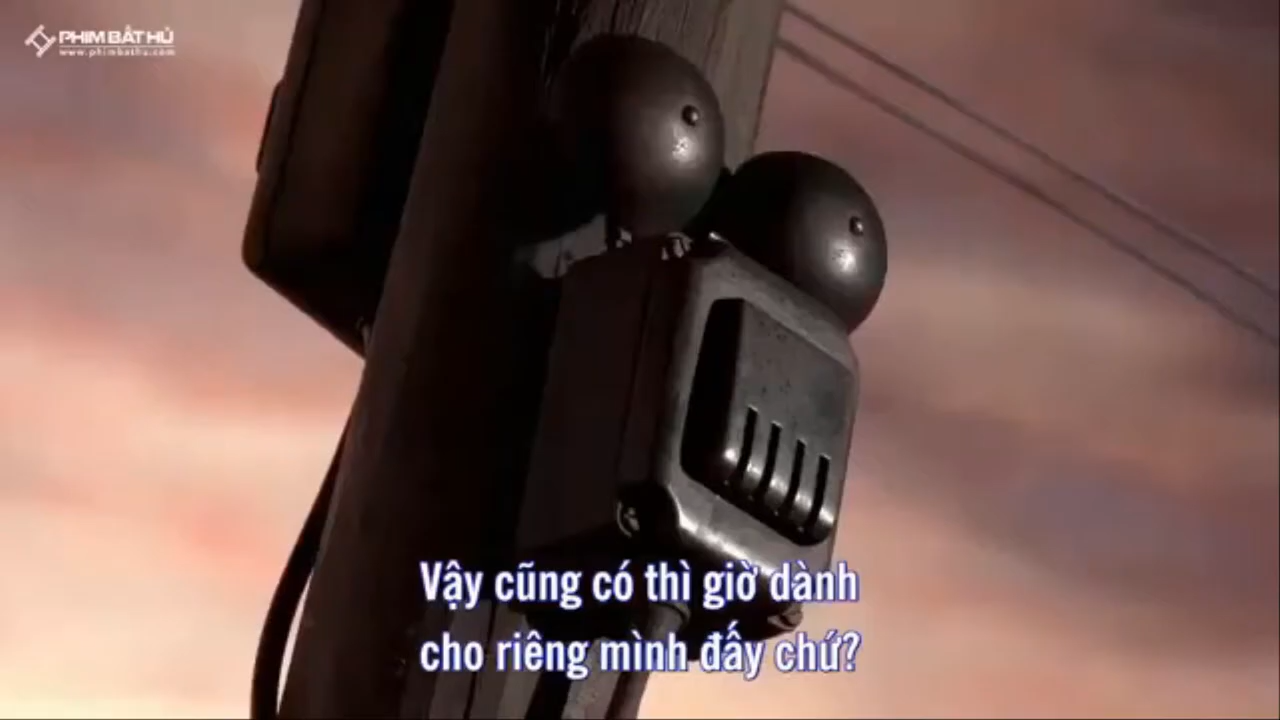 PHIM BẤT HỦ
www.phimbathu.com
Vậy cũng có thì giờ dành
cho riêng mình đấy chứ?